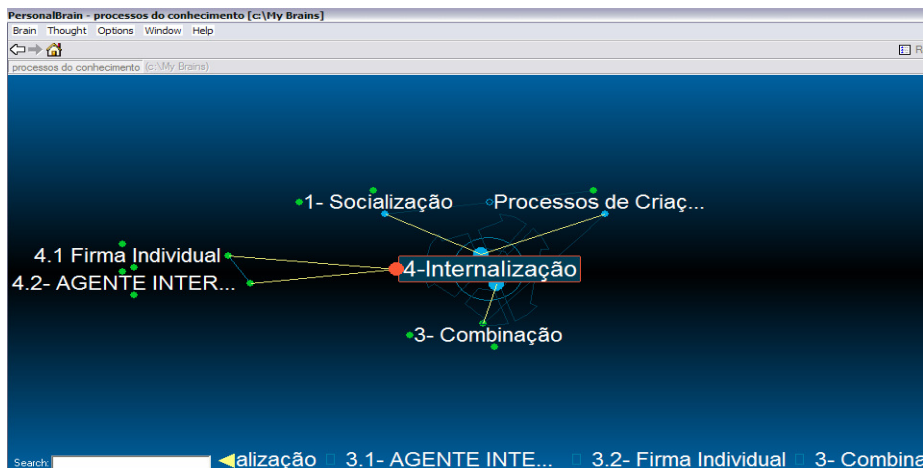 PersonalBrain - processos do conhecimento [c:\My Brains]
Brain Thought Options Window Help
R
processos do conhecimento (c:\My Brains)
1- Socialização
Processos de Criaç...
4.1 Firma Individual
4.2- AGENTE INTER...
4-Internalização
3- Combinação
Search:
alização 3.1- AGENTE INTE... 3.2- Firma Individual 3- Combina